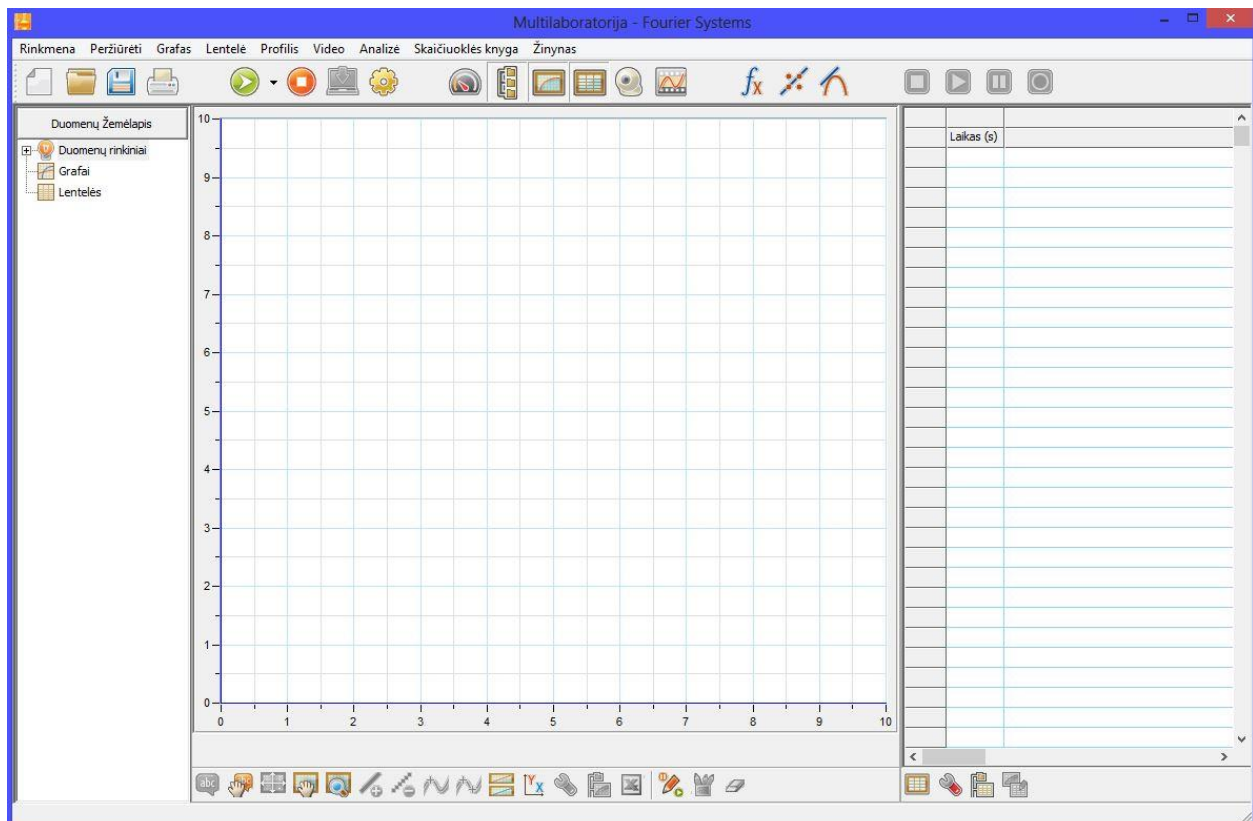 Multilaboratorija - Fourier Systems
Rinkmena Peržiūrėti Grafas Lentelė Profilis Video Analizė Skaičiuoklės knyga Žinynas
fx
Duomenų Žemėlapis
Duomenų rinkiniai
Grafai
Lentelės
10
9
8
7
6
5
4
3
2
1
0
0 1 2 3 4 5 6 7 8 9 10
Laikas (s)
abc
Y X